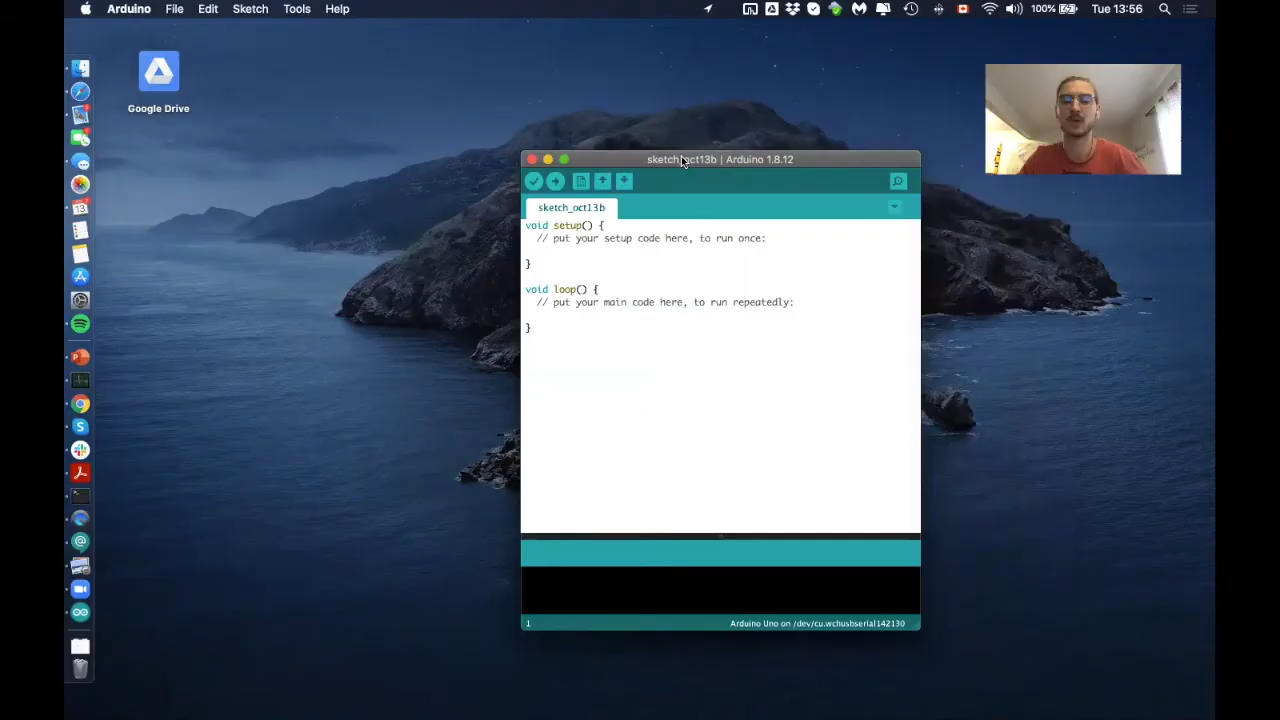 Arduino File Edit Sketch Tools Help 100% Tue 13:56
Google Drive
sketch_oct13b | Arduino 1.8.12
sketch_oct13b
void setup() {
// put your setup code here, to run once:
}
void loop() {
// put your main code here, to run repeatedly:
}
1 Arduino Uno on /dev/cu.wchusbserial142130